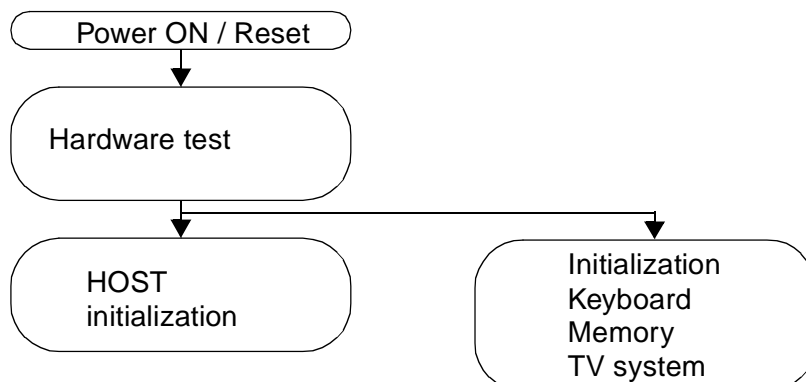 Power ON / Reset
Hardware test
HOST
initialization
Initialization
Keyboard
Memory
TV system